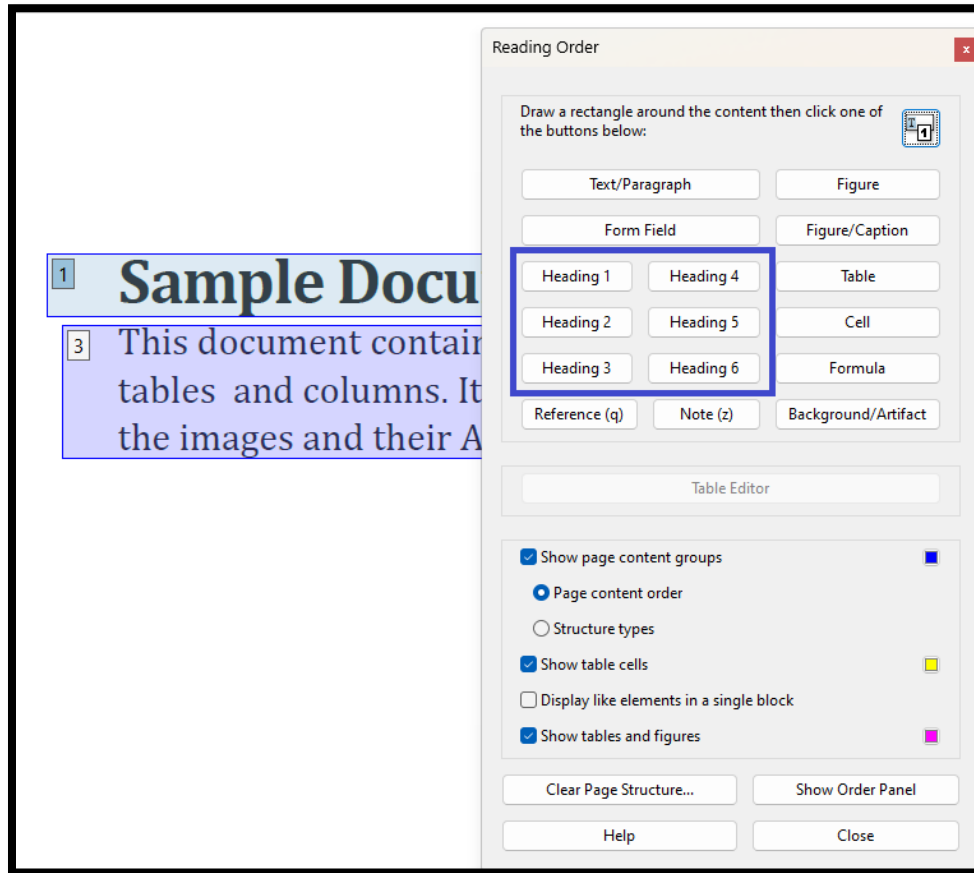 Reading Order
x
Draw a rectangle around the content then click one of
the buttons below:
T 1
Text/Paragraph Figure
Form Field Figure/Caption
Heading 1 Heading 4 Table
Heading 2 Heading 5 Cell
Heading 3 Heading 6 Formula
Reference (q) Note (z) Background/Artifact
Table Editor
Show page content groups
Page content order
Structure types
Show table cells
Display like elements in a single block
Show tables and figures
Clear Page Structure... Show Order Panel
Help Close
1 Sample Docu
3 This document contain
tables and columns. It
the images and their A